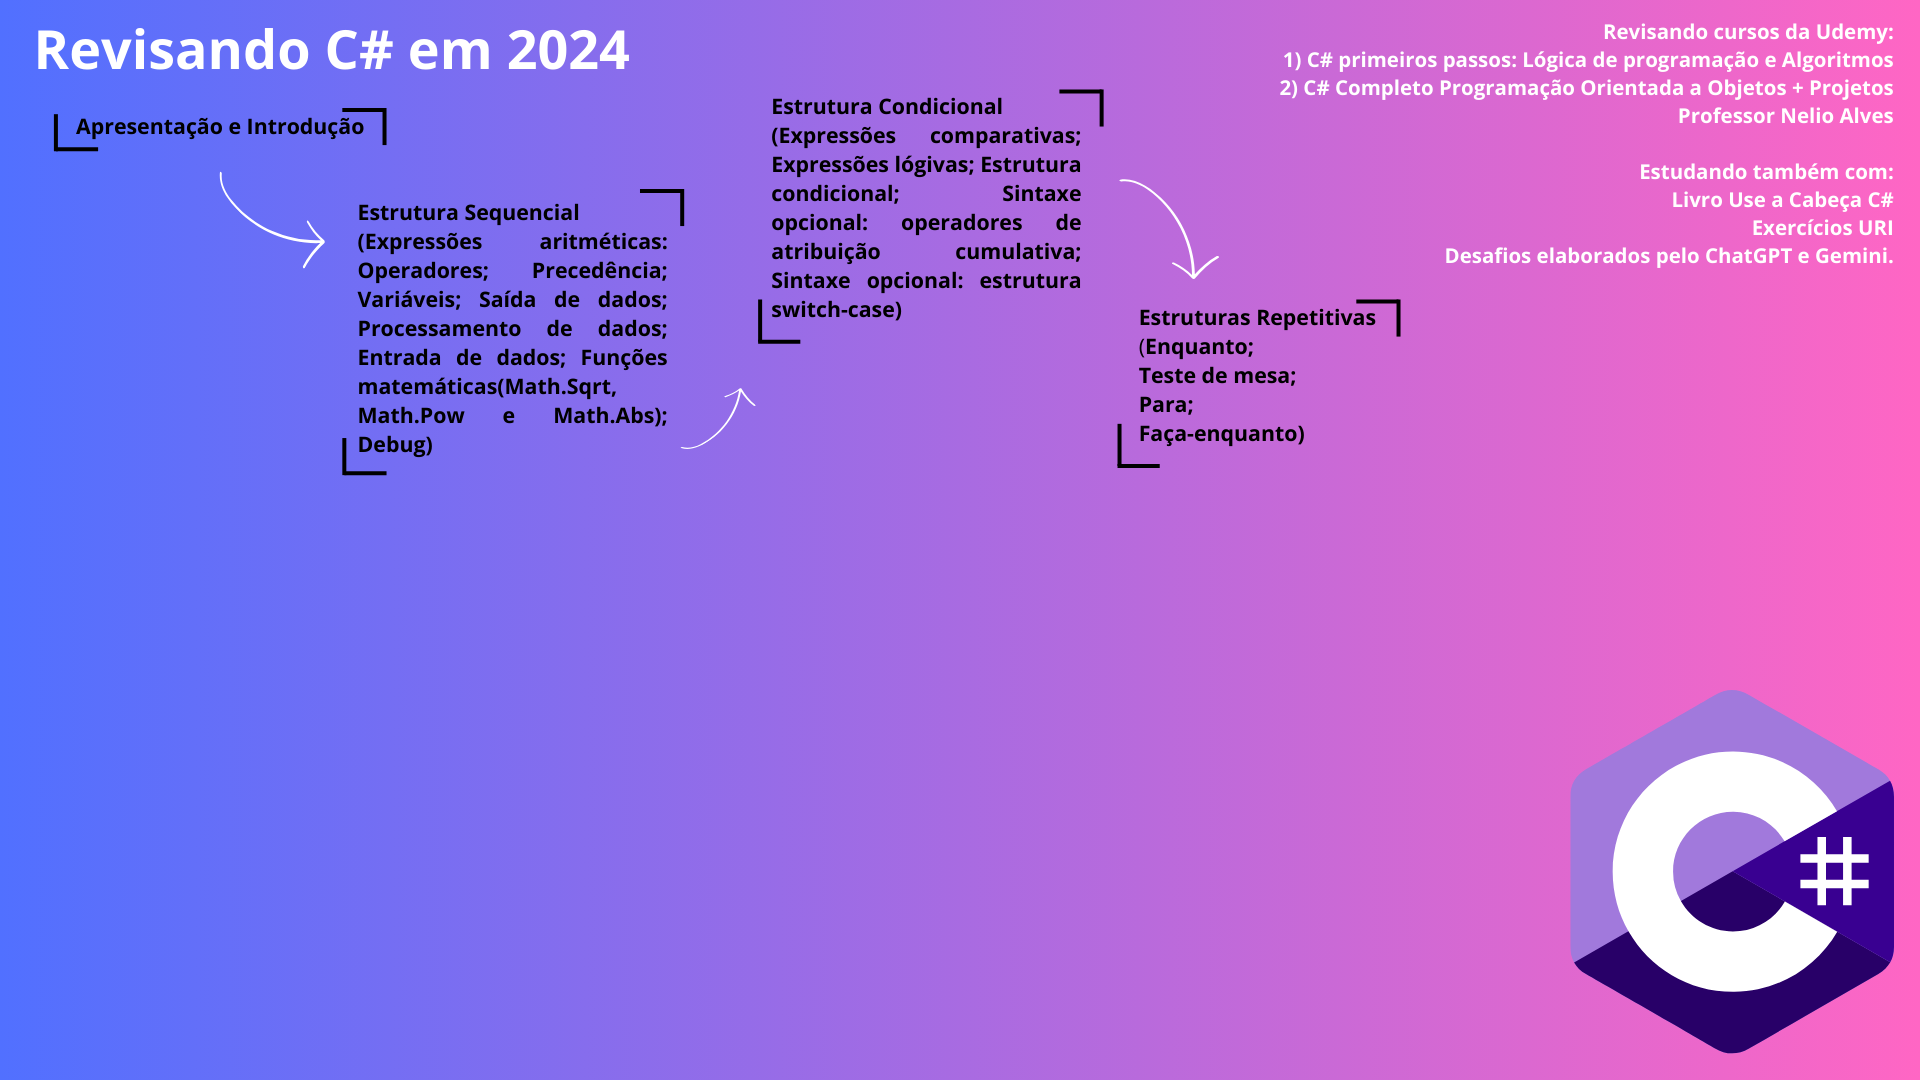 Revisando C# em 2024
Revisando cursos da Udemy:
1) C# primeiros passos: Lógica de programação e Algoritmos
2) C# Completo Programação Orientada a Objetos + Projetos
Professor Nelio Alves
Estudando também com:
Livro Use a Cabeça C#
Exercícios URI
Desafios elaborados pelo ChatGPT e Gemini.
Apresentação e Introdução
Estrutura Sequencial
(Expressões aritméticas:
Operadores; Precedência;
Variáveis; Saída de dados;
Processamento de dados;
Entrada de dados; Funções
matemáticas(Math.Sqrt,
Math.Pow e Math.Abs);
Debug)
Estrutura Condicional
(Expressões comparativas;
Expressões lógivas; Estrutura
condicional; Sintaxe
opcional: operadores de
atribuição cumulativa;
Sintaxe opcional: estrutura
switch-case)
Estruturas Repetitivas
(Enquanto;
Teste de mesa;
Para;
Faça-enquanto)
C#